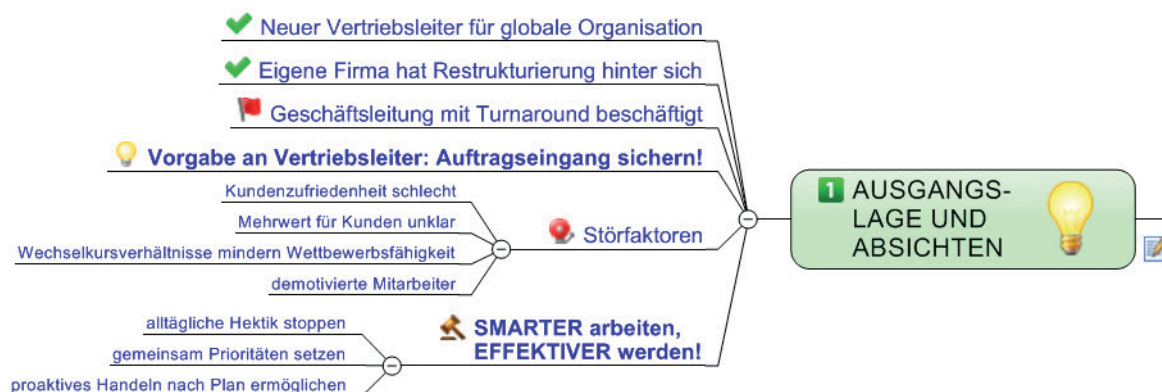 Neuer Vertriebsleiter für globale Organisation
Eigene Firma hat Restrukturierung hinter sich
Geschäftsleitung mit Turnaround beschäftigt
Vorgabe an Vertriebsleiter: Auftragseingang sichern!
Kundenzufriedenheit schlecht
Mehrwert für Kunden unklar
Wechselkursverhältnisse mindern Wettbewerbsfähigkeit
demotivierte Mitarbeiter
Störfaktoren
alltägliche Hektik stoppen
gemeinsam Prioritäten setzen
proaktives Handeln nach Plan ermöglichen
SMARTER arbeiten,
EFFEKTIVER werden!
1 AUSGANGS-
LAGE UND
ABSICHTEN